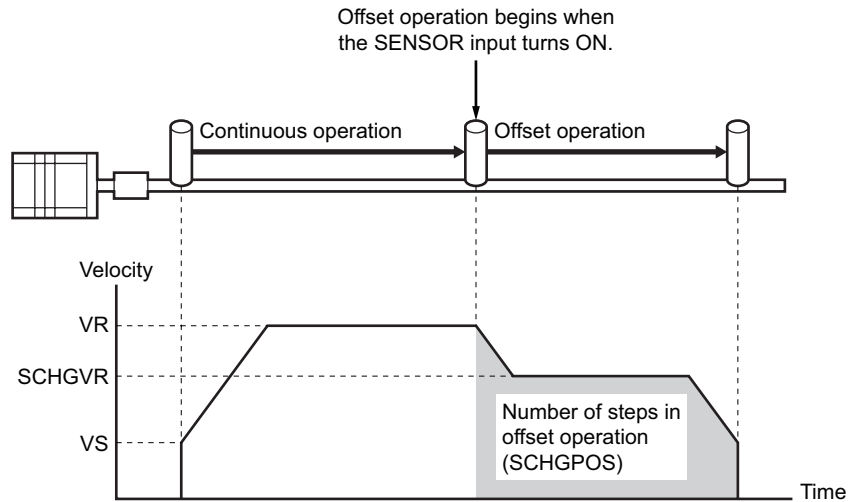 Offset operation begins when
the SENSOR input turns ON.
Continuous operation
Offset operation
Velocity
VR
SCHGVR
VS
Number of steps in
offset operation
(SCHGPOS)
Time